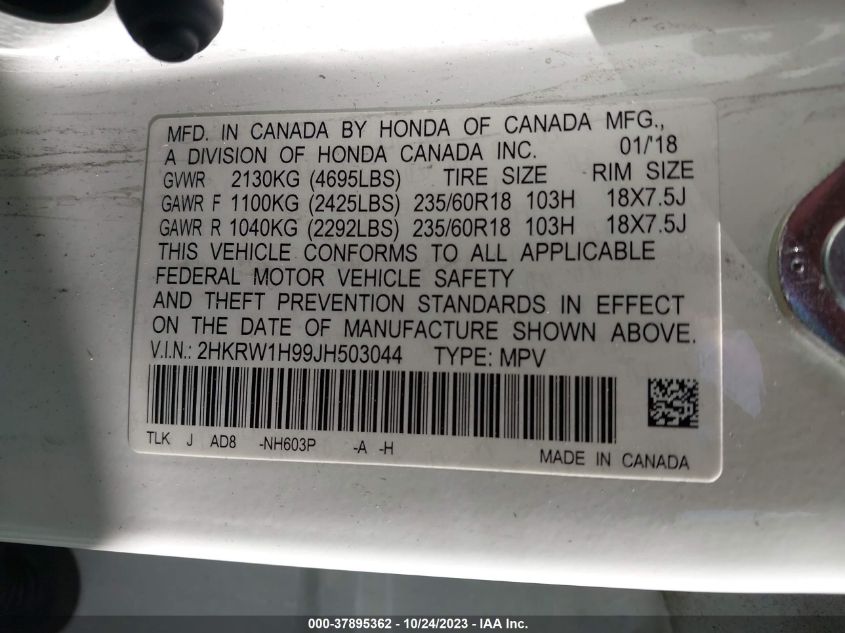 MFD. IN CANADA BY HONDA OF CANADA MFG.,
A DIVISION OF HONDA CANADA INC. 01/'18
GVWR 2130KG (4695LBS) TIRE SIZE RIM SIZE
GAWR F 1100KG (2425LBS) 235/60R18 103H 18X7.5J
GAWR R 1040KG (2292LBS) 235/60R18 103H 18X7.5J
THIS VEHICLE CONFORMS TO ALL APPLICABLE
FEDERAL MOTOR VEHICLE SAFETY
AND THEFT PREVENTION STANDARDS IN EFFECT
ON THE DATE OF MANUFACTURE SHOWN ABOVE.
V.I.N.: 2HKRW1H99JH503044 TYPE: MPV
TLK J AD8 -NH603P -A -H
MADE IN CANADA
000-37895362 - 10/24/2023 - IAA Inc.